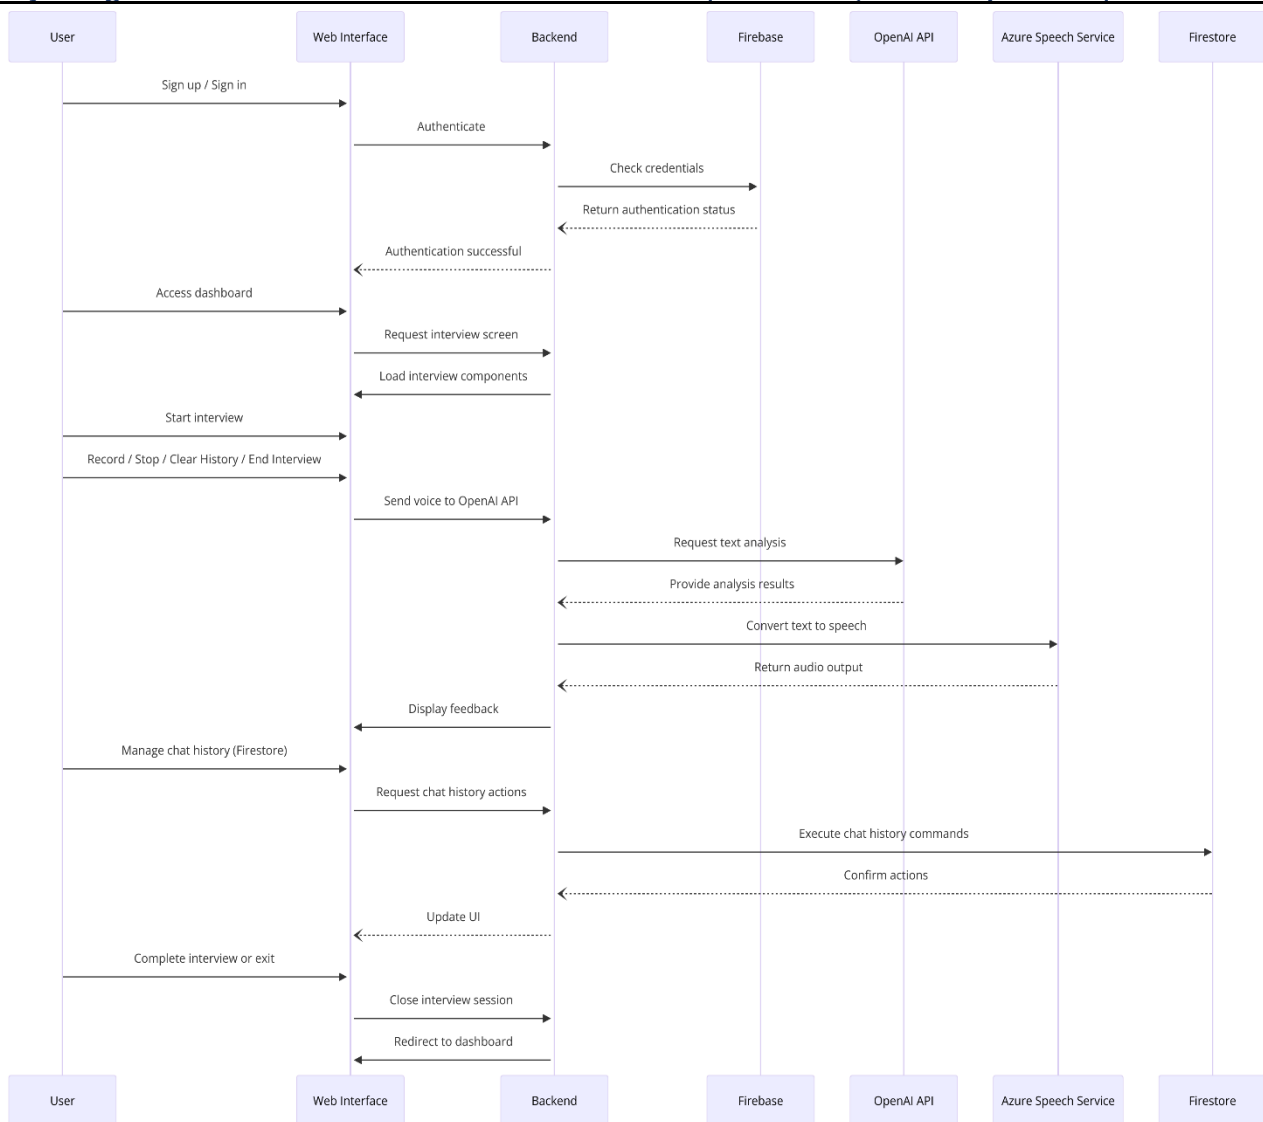 User
Web Interface
Backend
Firebase
OpenAI API
Azure Speech Service
Firestore
Sign up / Sign in
Authenticate
Check credentials
Return authentication status
Authentication successful
Access dashboard
Request interview screen
Load interview components
Start interview
Record / Stop / Clear History / End Interview
Send voice to OpenAI API
Request text analysis
Provide analysis results
Convert text to speech
Return audio output
Display feedback
Manage chat history (Firestore)
Request chat history actions
Execute chat history commands
Confirm actions
Update UI
Complete interview or exit
Close interview session
Redirect to dashboard
User
Web Interface
Backend
Firebase
OpenAI API
Azure Speech Service
Firestore